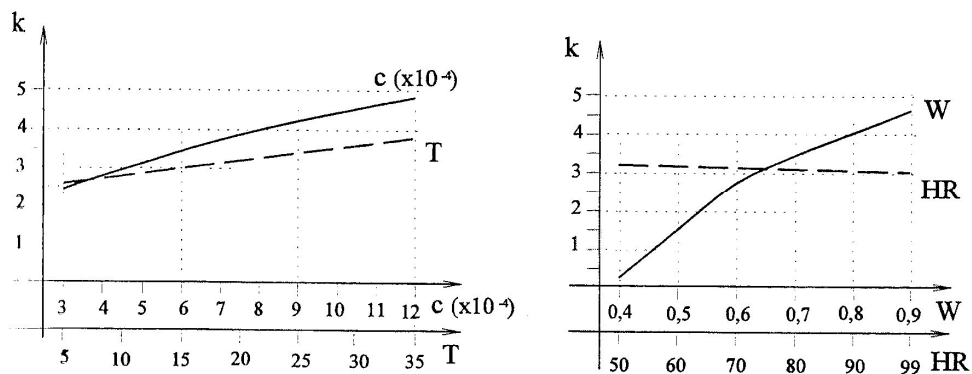 k
5
4
3
2
1
c (x10⁻⁴)
T
3 4 5 6 7 8 9 10 11 12 c (x10⁻⁴)
5 10 15 20 25 30 35 T
k
5
4
3
2
1
W
HR
0,4 0,5 0,6 0,7 0,8 0,9 W
50 60 70 80 90 99 HR